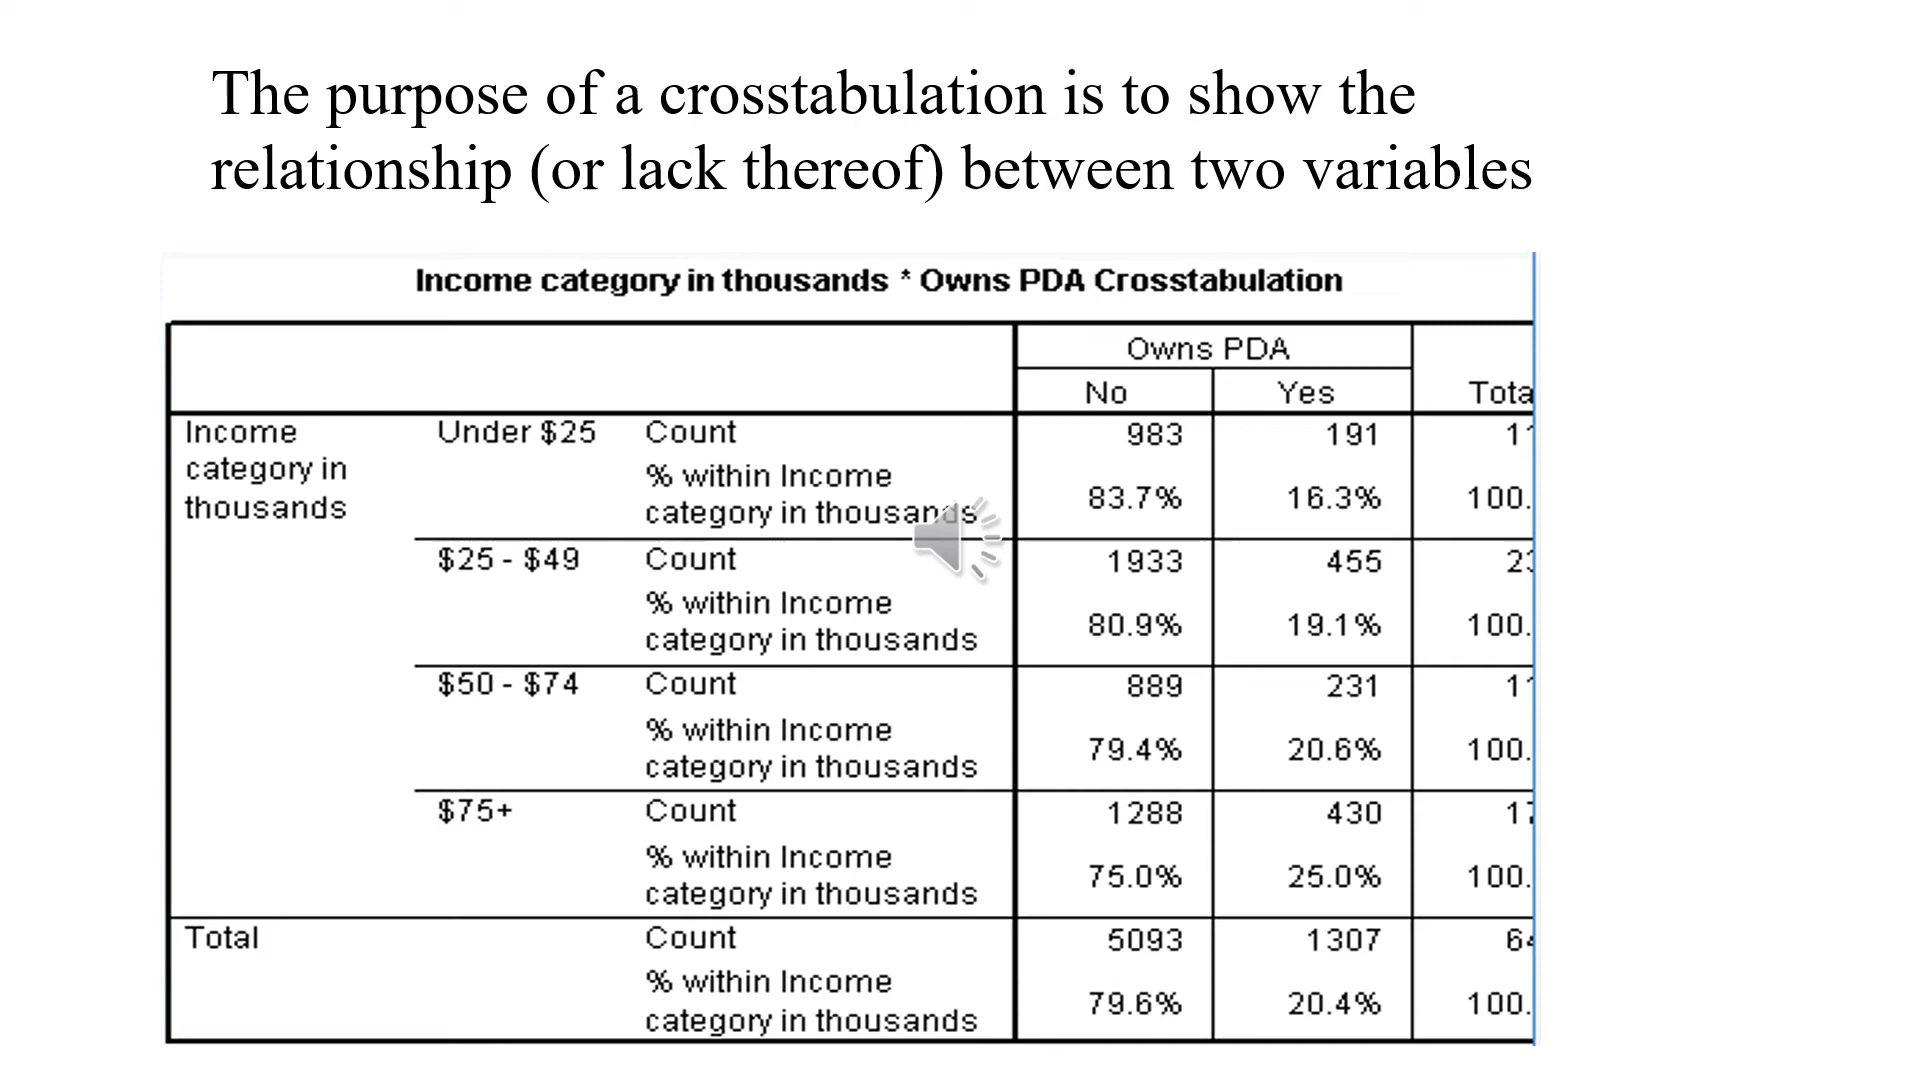 The purpose of a crosstabulation is to show the
relationship (or lack thereof) between two variables
Income category in thousands * Owns PDA Crosstabulation
Owns PDA
No Yes
Income Under $25 Count 983 191
category in % within Income
thousands category in thousands 83.7% 16.3% 100.
$25 - $49 Count 1933 455
% within Income
category in thousands 80.9% 19.1% 100.
$50 - $74 Count 889 231
% within Income
category in thousands 79.4% 20.6% 100.
$75+ Count 1288 430
% within Income
category in thousands 75.0% 25.0% 100.
Total Count 5093 1307
% within Income
category in thousands 79.6% 20.4% 100.